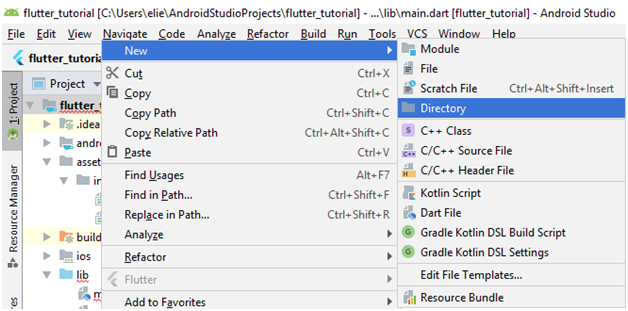 flutter_tutorial [C:\Users\elie\AndroidStudioProjects\flutter_tutorial] - ...\lib\main.dart [flutter_tutorial] - Android Studio
File Edit View Navigate Code Analyze Refactor Build Run Tools VCS Window Help
flutter_tutoria
1: Project
Resource Manager
Project
flutter_t
.idea
andr
asset
in
build
ios
lib
m
New
Cut Ctrl+X
Copy Ctrl+C
Copy Path Ctrl+Shift+C
Copy Relative Path Ctrl+Alt+Shift+C
Paste Ctrl+V
Find Usages Alt+F7
Find in Path... Ctrl+Shift+F
Replace in Path... Ctrl+Shift+R
Analyze
Refactor
Flutter
Add to Favorites
Module
File
Scratch File Ctrl+Alt+Shift+Insert
Directory
S C++ Class
C++ C/C++ Source File
H C/C++ Header File
Kotlin Script
Dart File
G Gradle Kotlin DSL Build Script
G Gradle Kotlin DSL Settings
Edit File Templates...
Resource Bundle